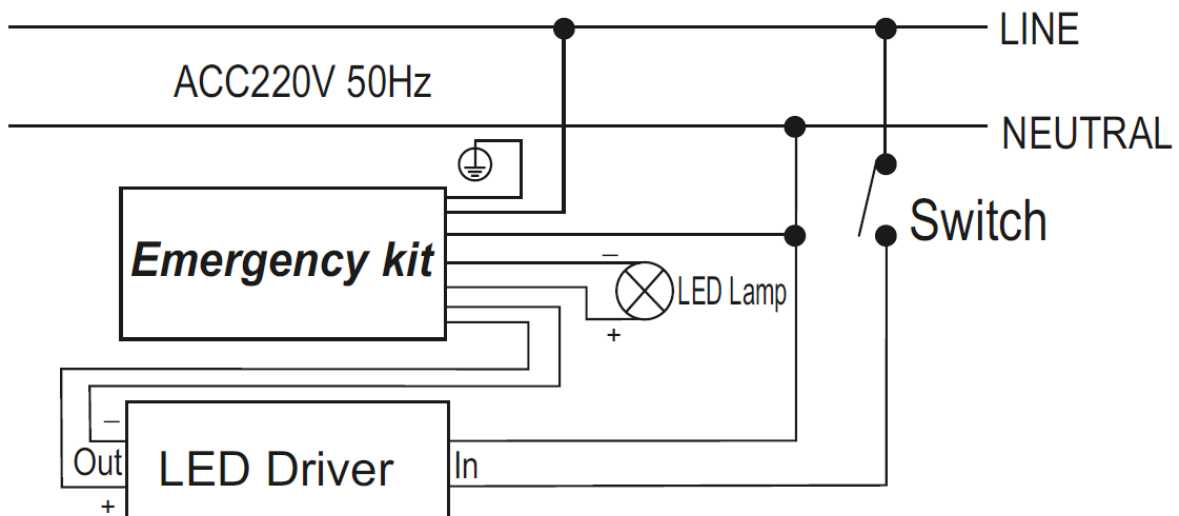 LINE
ACC220V 50Hz
NEUTRAL
Switch
Emergency kit
–
LED Lamp
+
–
Out
LED Driver
In
+